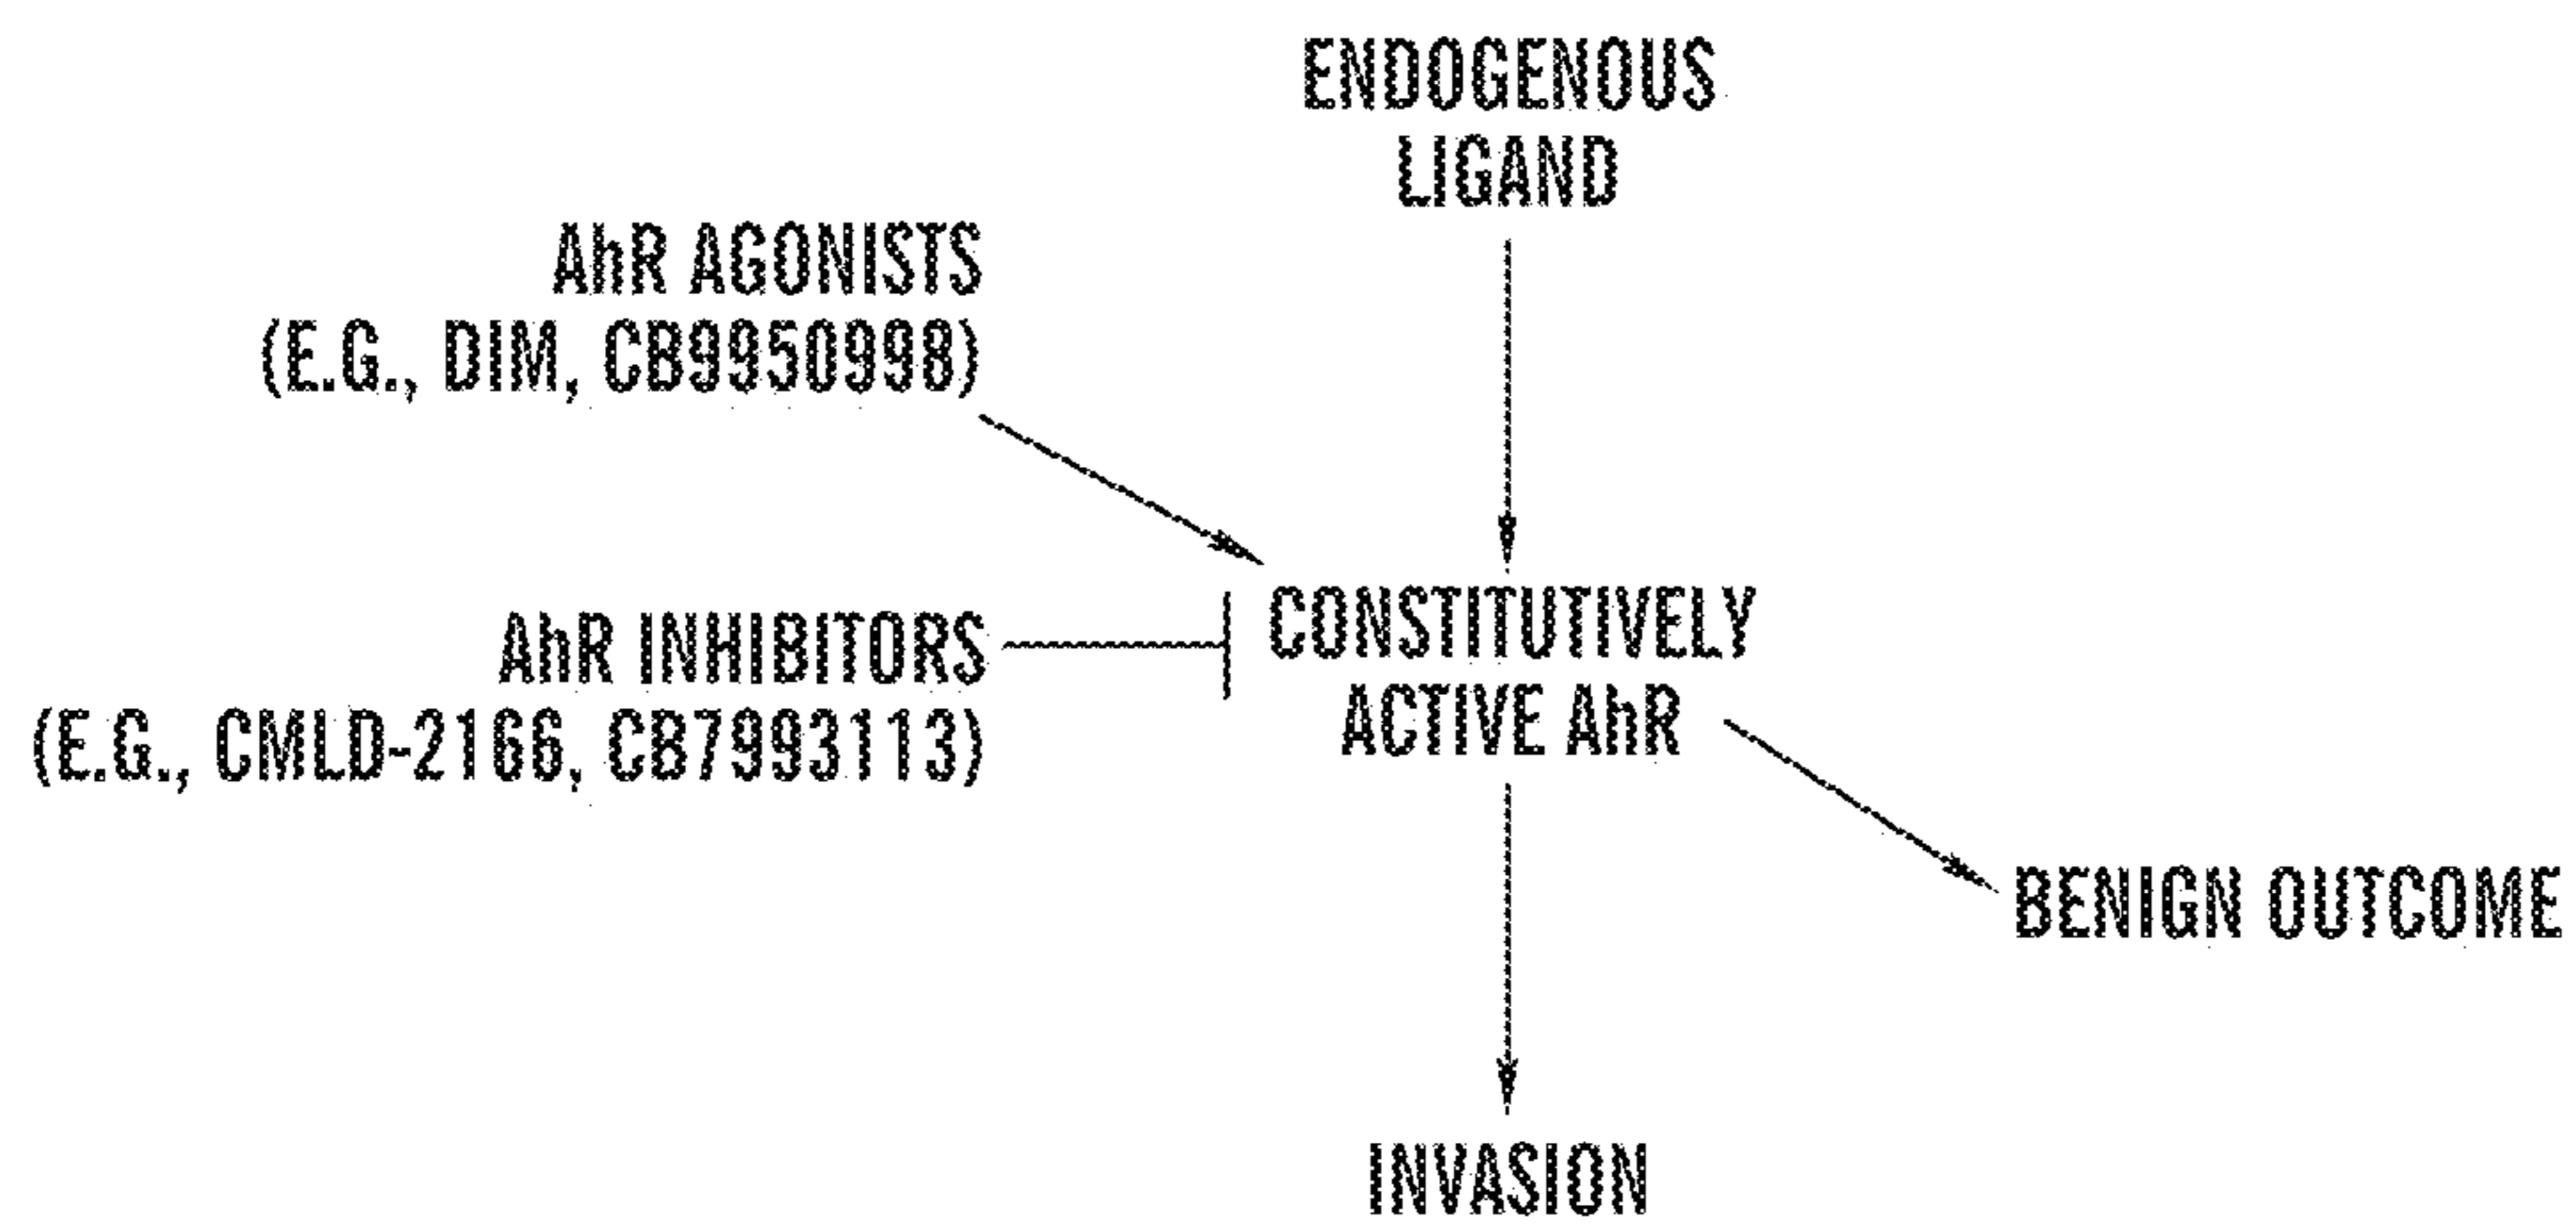 ENDOGENOUS
LIGAND
AhR AGONISTS
(E.G., DIM, CB9950998)
AhR INHIBITORS
(E.G., CMLD-2166, CB7993113)
CONSTITUTIVELY
ACTIVE AhR
BENIGN OUTCOME
INVASION